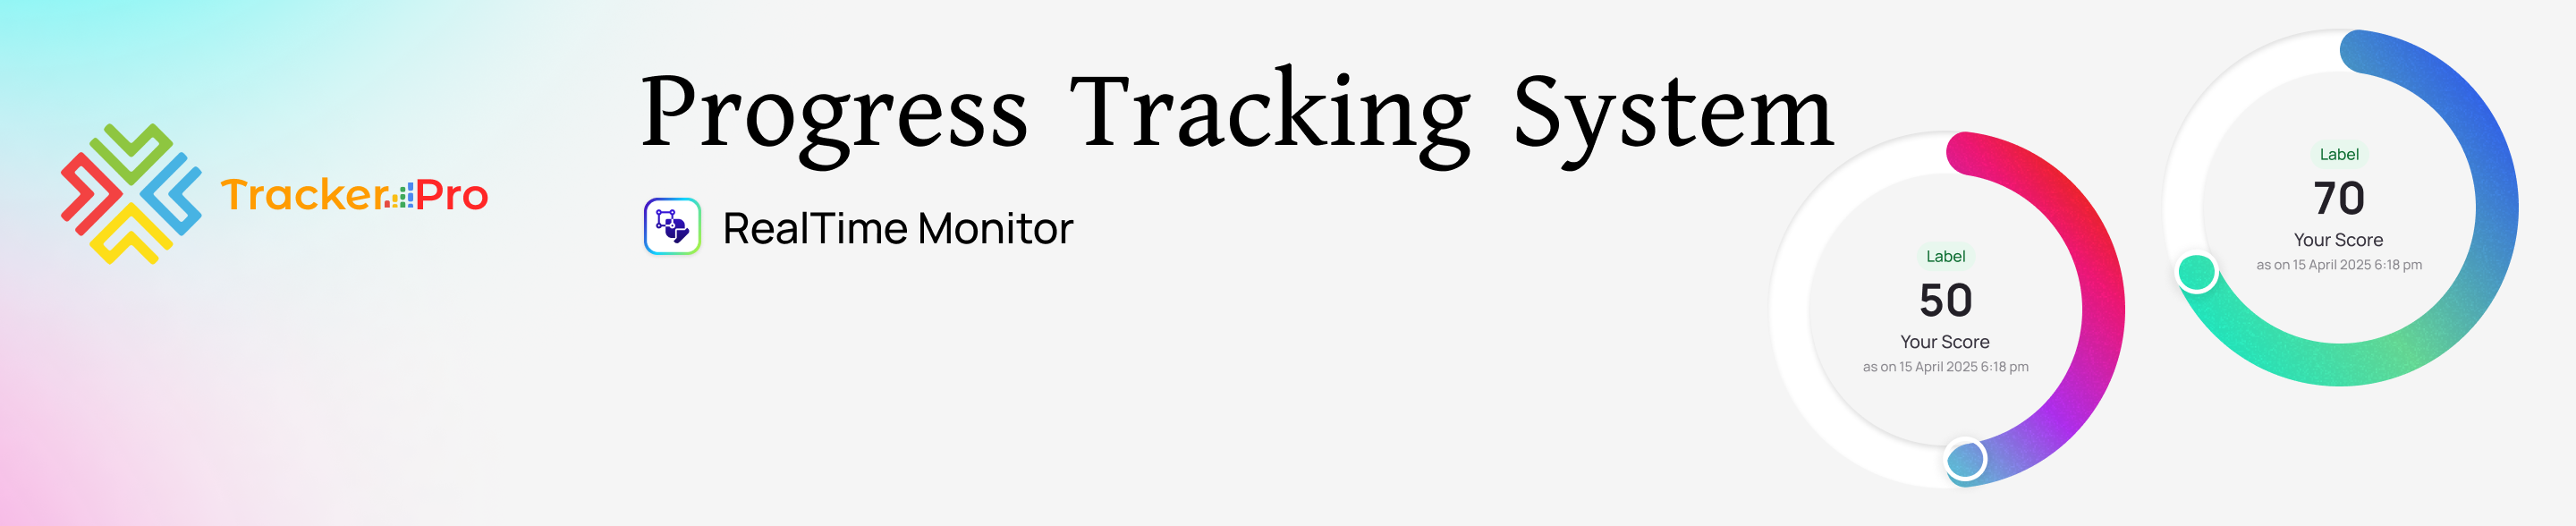 Tracker Pro
Progress Tracking System
RealTime Monitor
Label
50
Your Score
as on 15 April 2025 6:18 pm
Label
70
Your Score
as on 15 April 2025 6:18 pm